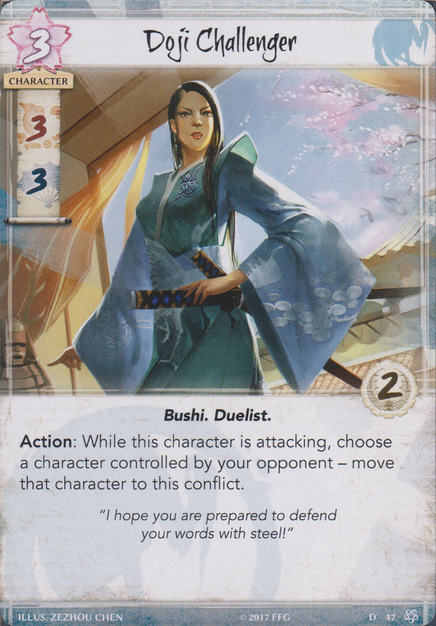 3
Doji Challenger
CHARACTER
3
3
2
Bushi. Duelist.
Action: While this character is attacking, choose
a character controlled by your opponent – move
that character to this conflict.
“I hope you are prepared to defend
your words with steel!”
ILLUS. ZEZHOU CHEN © 2017 FFG D 47